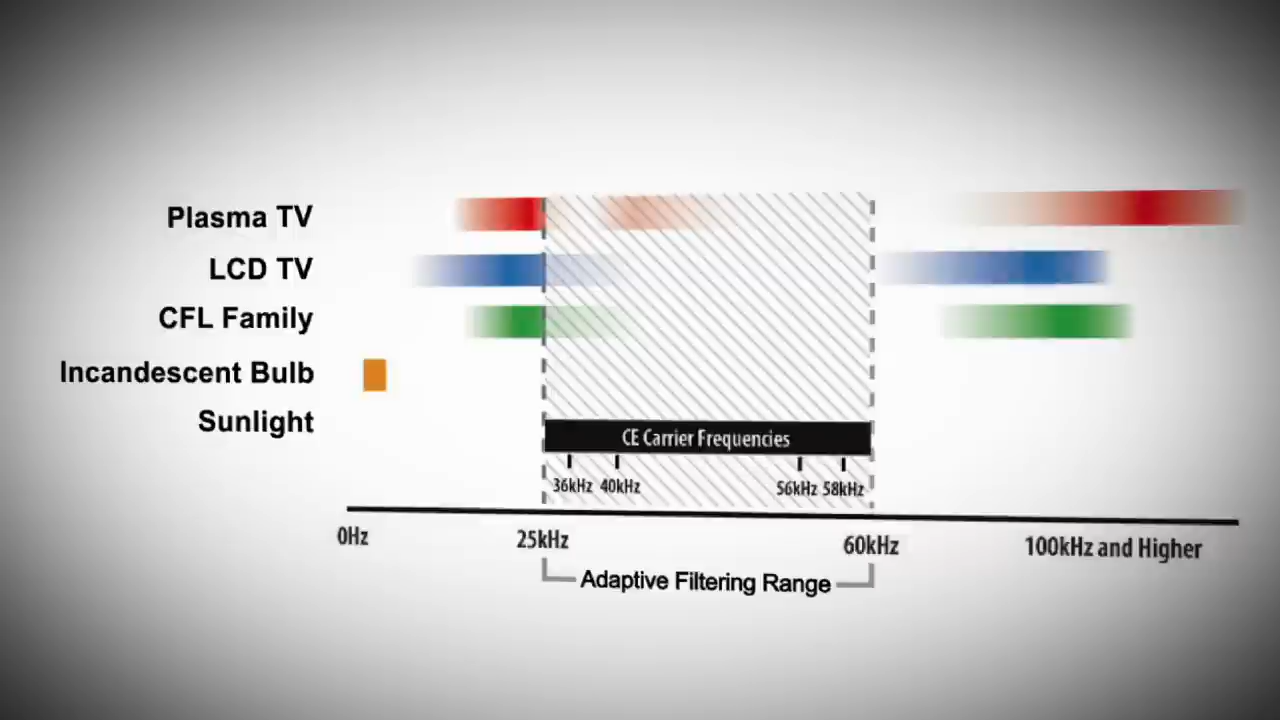 Plasma TV
LCD TV
CFL Family
Incandescent Bulb
Sunlight
CE Carrier Frequencies
36kHz 40kHz 56kHz 58kHz
0Hz 25kHz 60kHz 100kHz and Higher
Adaptive Filtering Range